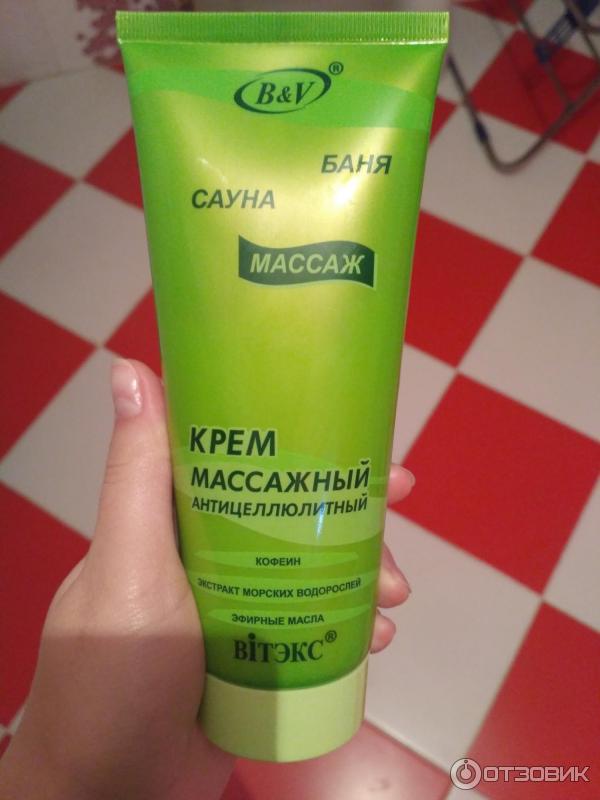 B&V®
БАНЯ
САУНА
МАССАЖ
КРЕМ
МАССАЖНЫЙ
АНТИЦЕЛЛЮЛИТНЫЙ
КОФЕИН
ЭКСТРАКТ МОРСКИХ ВОДОРОСЛЕЙ
ЭФИРНЫЕ МАСЛА
ВIТЭКС®
ОТЗОВИК